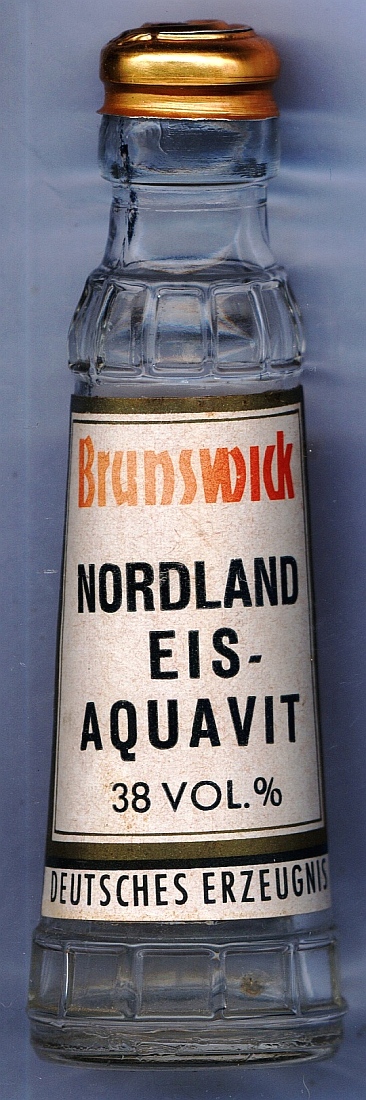 Brunswick
NORDLAND
EIS-
AQUAVIT
38 VOL.%
DEUTSCHES ERZEUGNIS